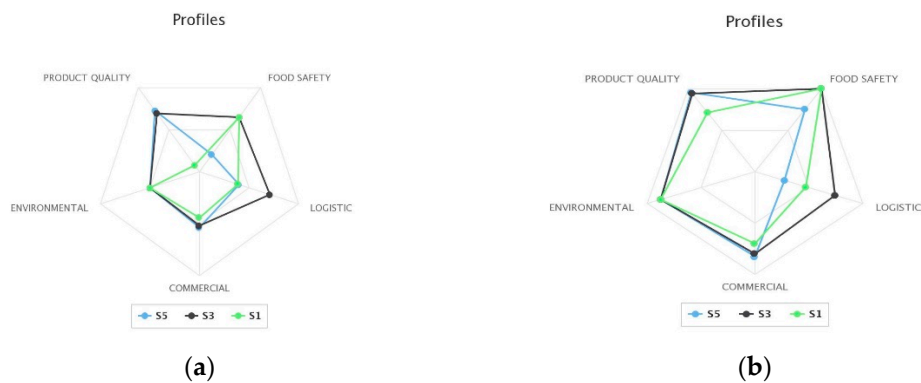 Profiles
PRODUCT QUALITY
FOOD SAFETY
ENVIRONMENTAL
LOGISTIC
COMMERCIAL
S5 S3 S1
(a)
Profiles
PRODUCT QUALITY
FOOD SAFETY
ENVIRONMENTAL
LOGISTIC
COMMERCIAL
S5 S3 S1
(b)